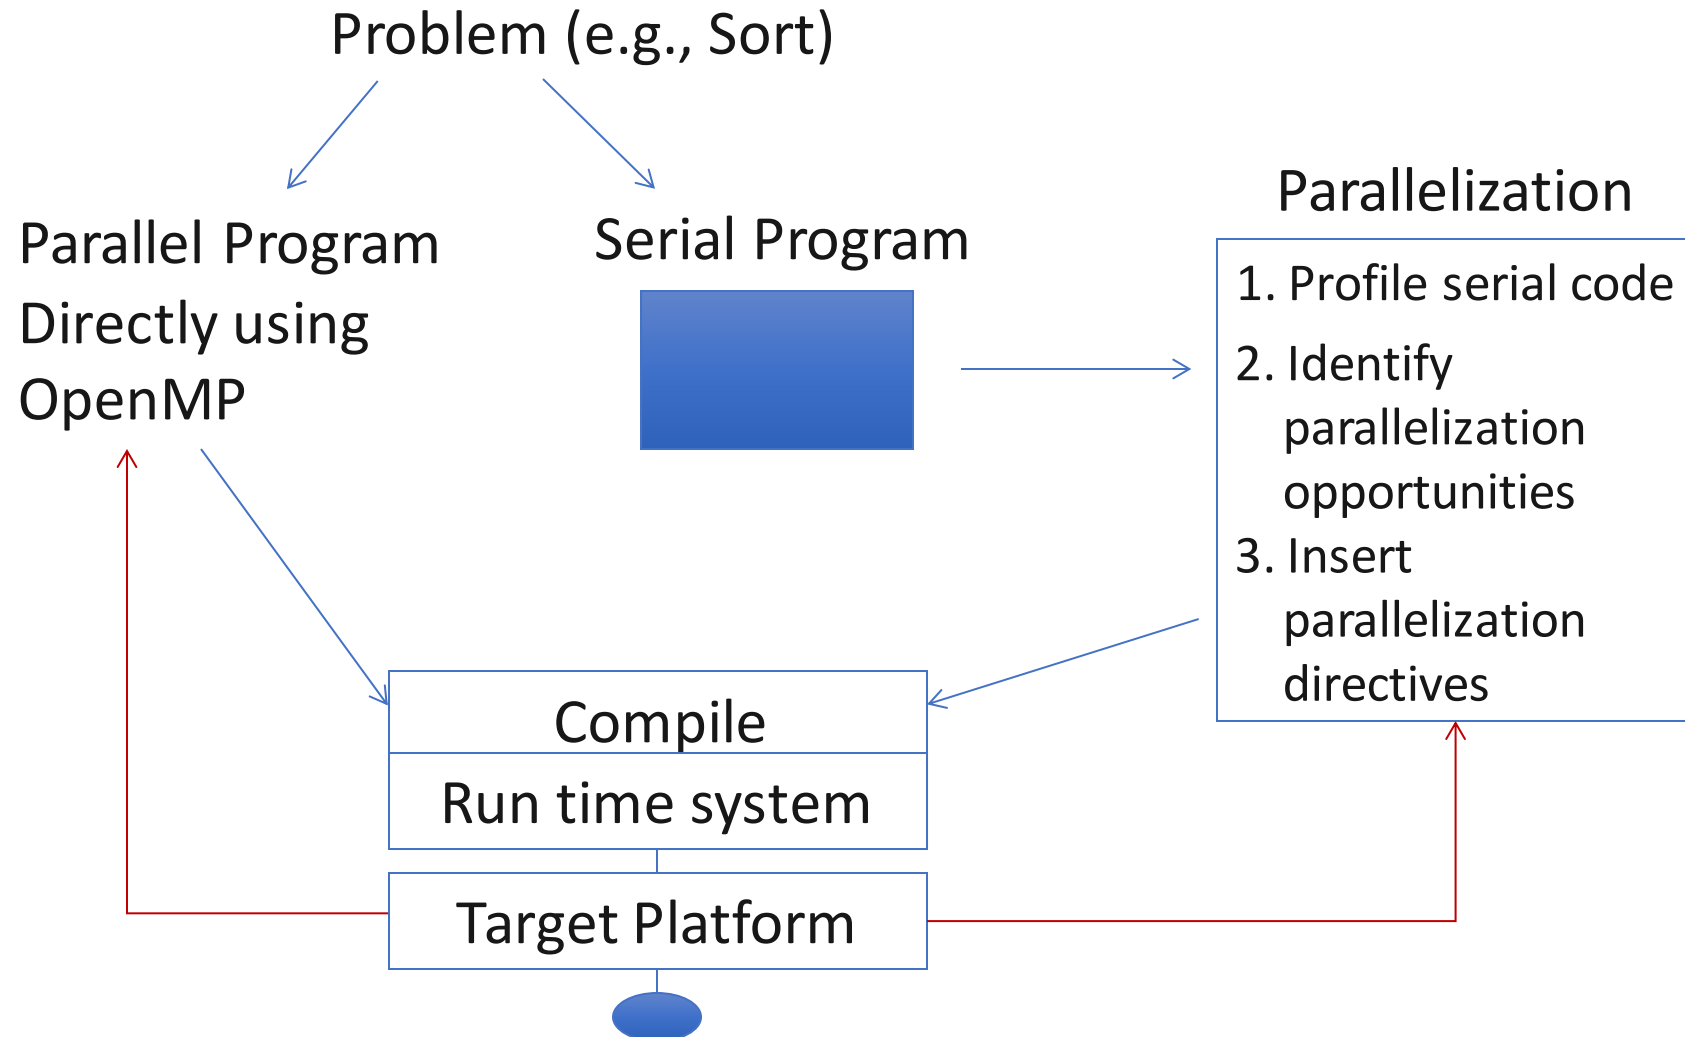 Problem (e.g., Sort)
Parallel Program
Directly using
OpenMP
Serial Program
Parallelization
1. Profile serial code
2. Identify
parallelization
opportunities
3. Insert
parallelization
directives
Compile
Run time system
Target Platform